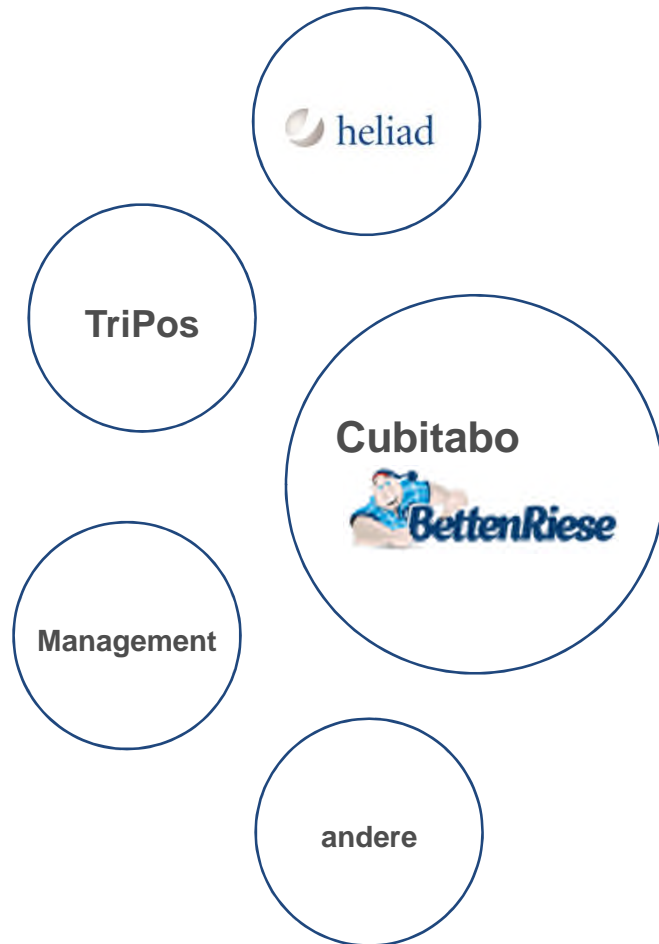 heliad
TriPos
Cubitabo
BettenRiese
Management
andere